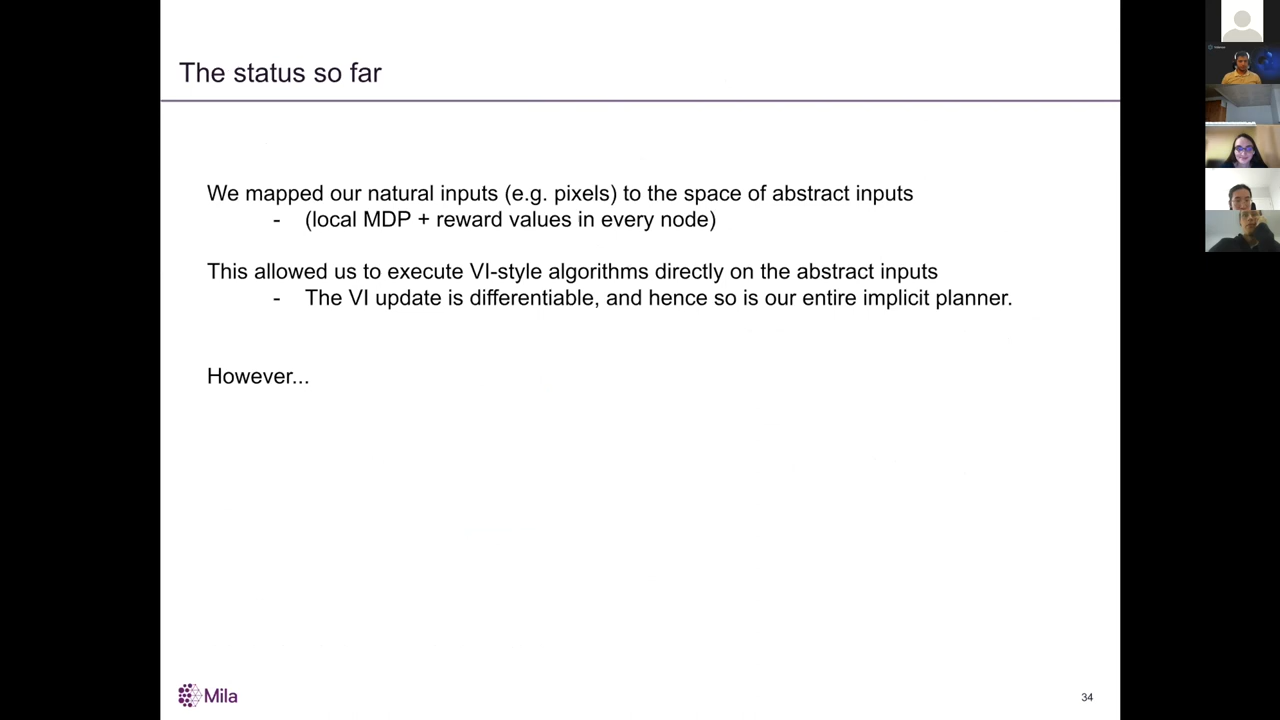 The status so far
We mapped our natural inputs (e.g. pixels) to the space of abstract inputs
- (local MDP + reward values in every node)
This allowed us to execute VI-style algorithms directly on the abstract inputs
- The VI update is differentiable, and hence so is our entire implicit planner.
However...
Mila
34